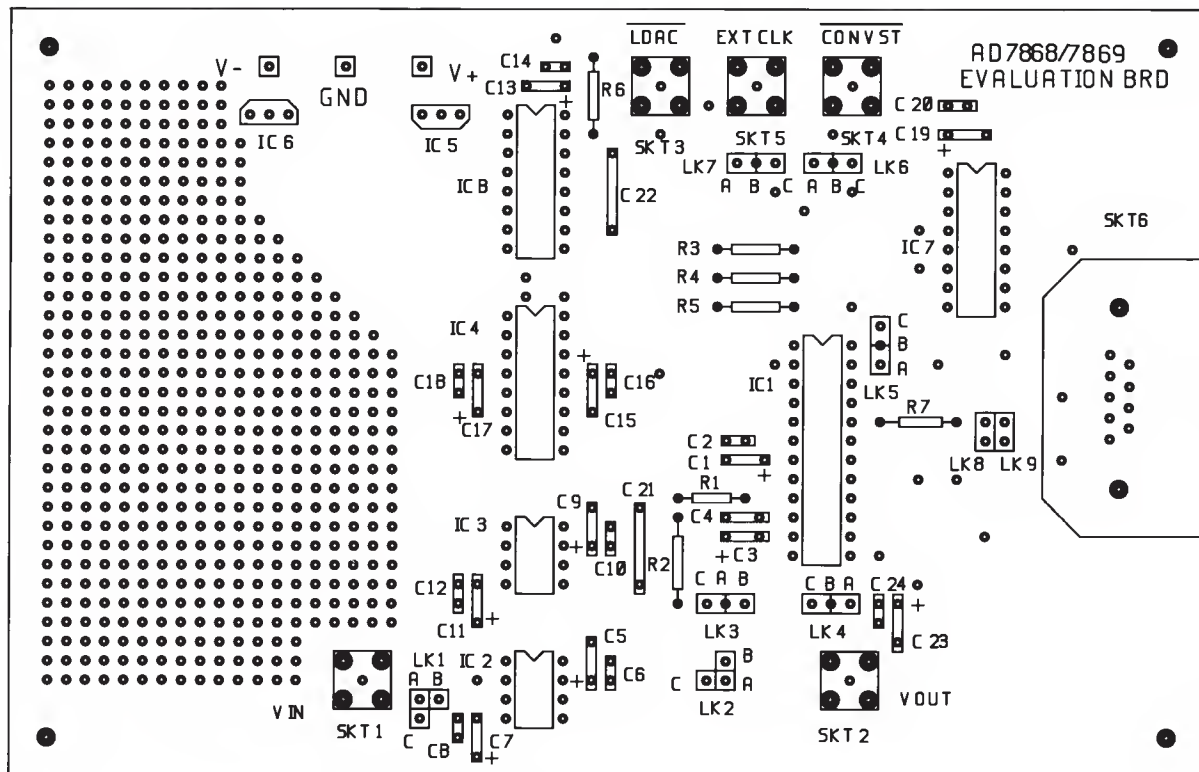 LDAC EXT CLK CONVST
AD7868/7869
EVALUATION BRD
V- GND V+
C14
C13
+
R6
C20
C19
+
IC6
IC5
SKT3 SKT5 SKT4
LK7 LK6
A B C A B C
IC8
C22
IC7
SKT6
R3
R4
R5
IC4
C
B
A
LK5
C18
+
C17
+
C16
C15
IC1
R7
LK8 LK9
C2
C1
+
R1
C9
C21
IC3
C4
+
C10
R2
+ C3
C12
C11
+
C A B
LK3
C B A
LK4
C24
+
C23
C5
C6
+
LK1
A B
C
IC2
B
C A
LK2
V IN
SKT1
C8
C7
+
SKT2
VOUT